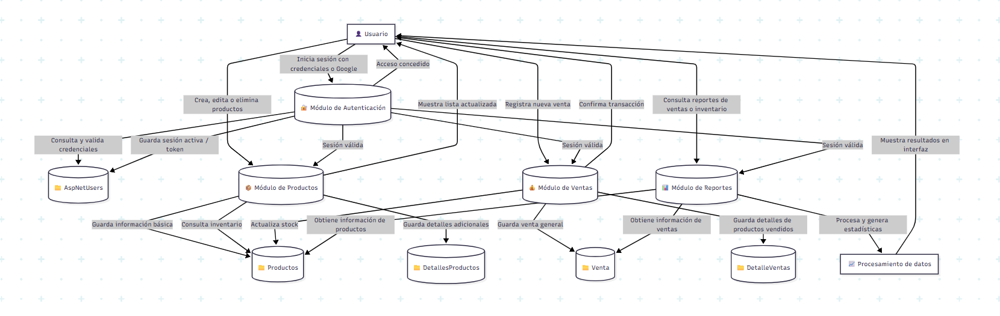 Usuario
Inicia sesión con
credenciales o Google
Acceso concedido
Crea, edita o elimina
productos
Módulo de Autenticación
Muestra lista actualizada
Registra nueva venta
Confirma transacción
Consulta reportes de
ventas o inventario
Consulta y valida
credenciales
Guarda sesión activa /
token
Sesión válida
Sesión válida
Sesión válida
Muestra resultados en
interfaz
AspNetUsers
Módulo de Productos
Módulo de Ventas
Módulo de Reportes
Guarda información básica
Consulta inventario
Actualiza stock
Obtiene información de
productos
Guarda detalles adicionales
Guarda venta general
Obtiene información de
ventas
Guarda detalles de
productos vendidos
Procesa y genera
estadísticas
Productos
DetallesProductos
Venta
DetalleVentas
Procesamiento de datos